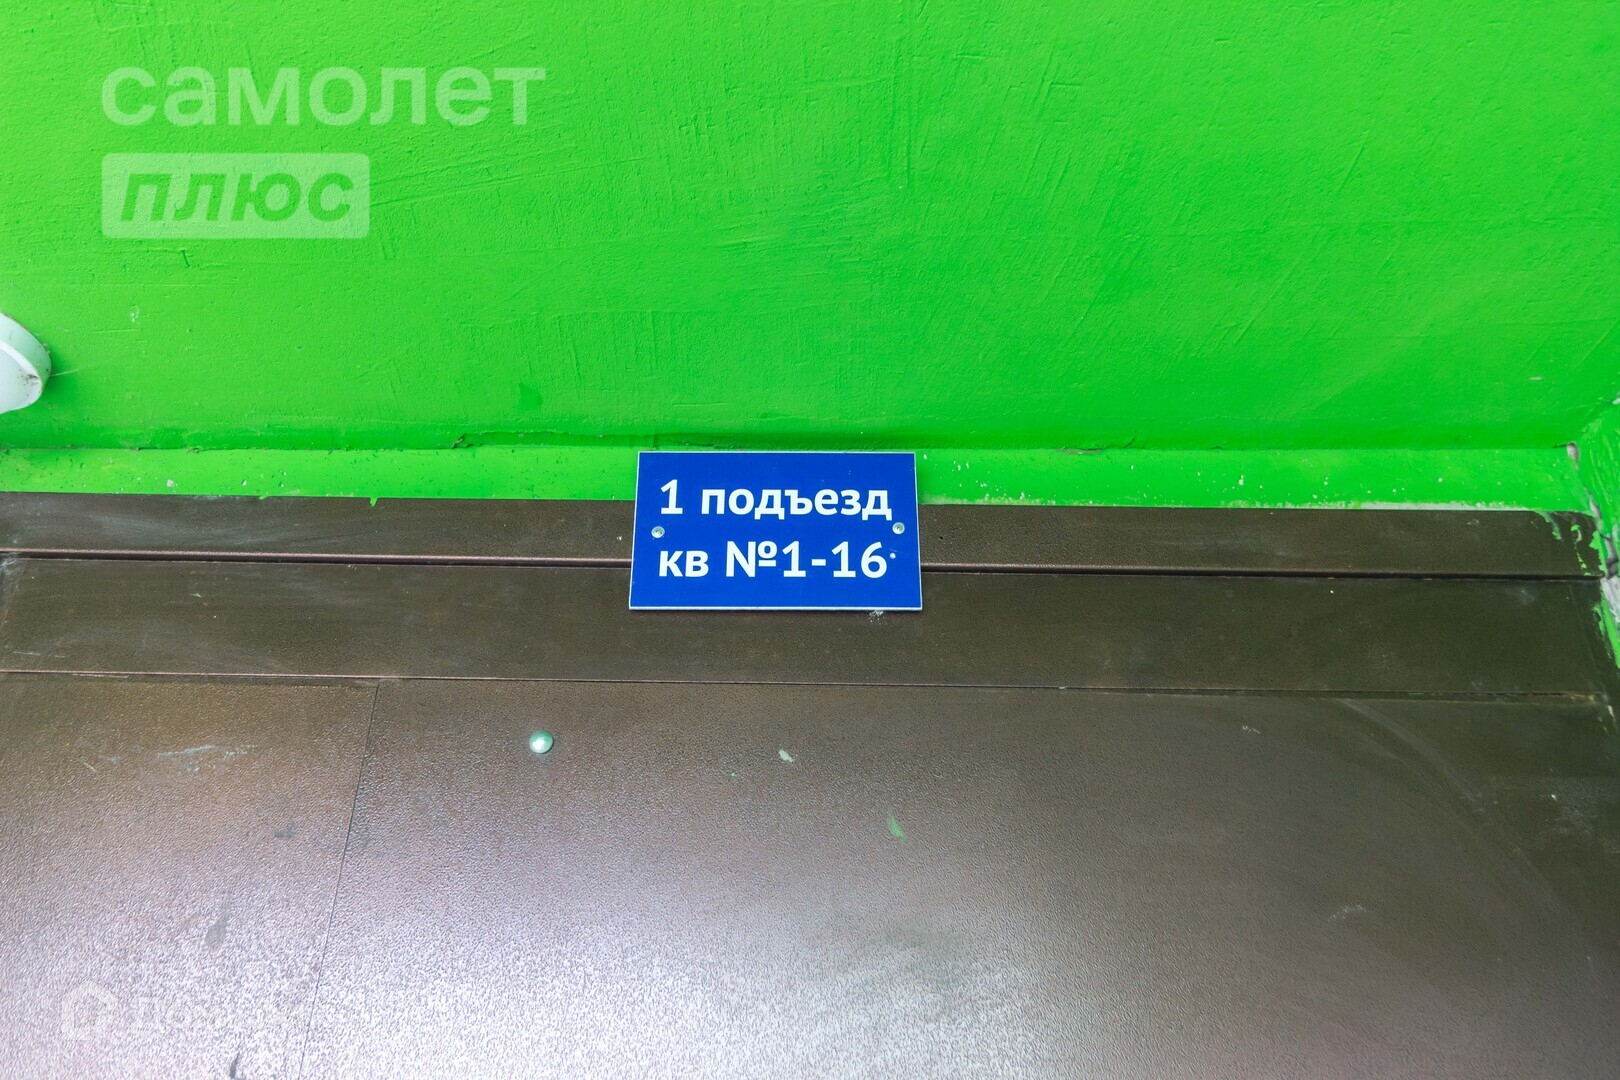 самолет
плюс
1 подъезд
кв №1-16